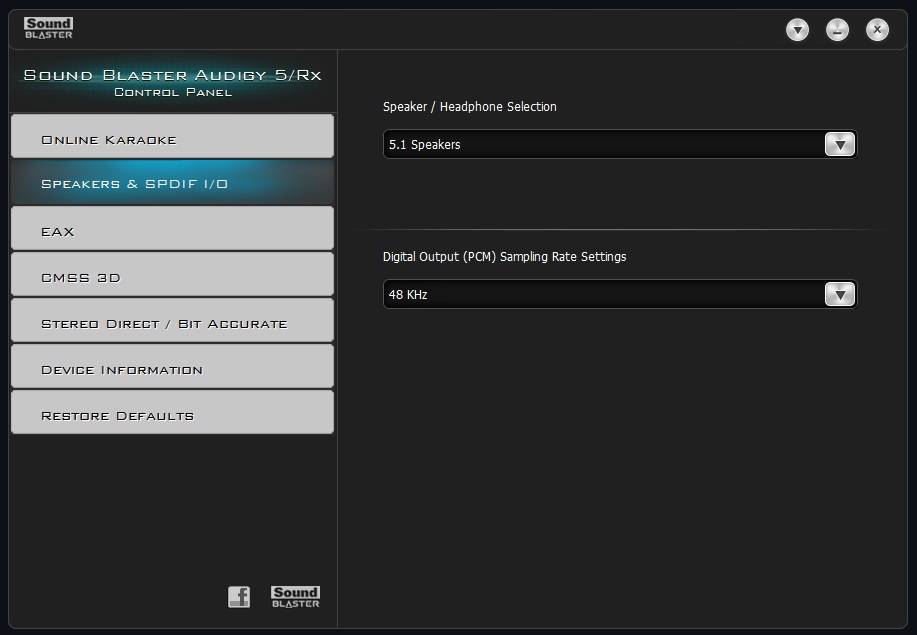 Sound
BLASTER
Sound Blaster Audigy 5/Rx
Control Panel
Online Karaoke
Speakers & SPDIF I/O
EAX
CMSS 3D
Stereo Direct / Bit Accurate
Device Information
Restore Defaults
Speaker / Headphone Selection
5.1 Speakers
Digital Output (PCM) Sampling Rate Settings
48 KHz
f
Sound
BLASTER